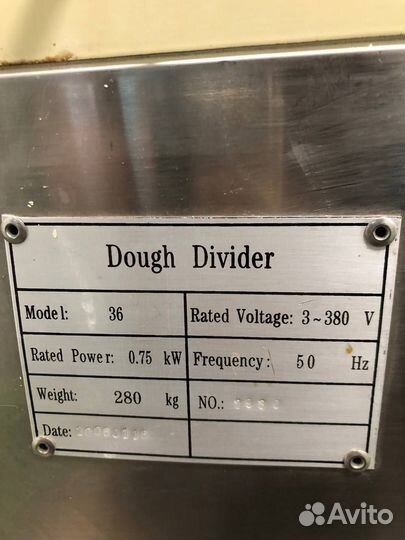 Dough Divider
Model: 36
Rated Voltage: 3~380 V
Rated Power: 0.75 kW
Frequency: 50 Hz
Weight: 280 kg
NO.:
Date:
Avito